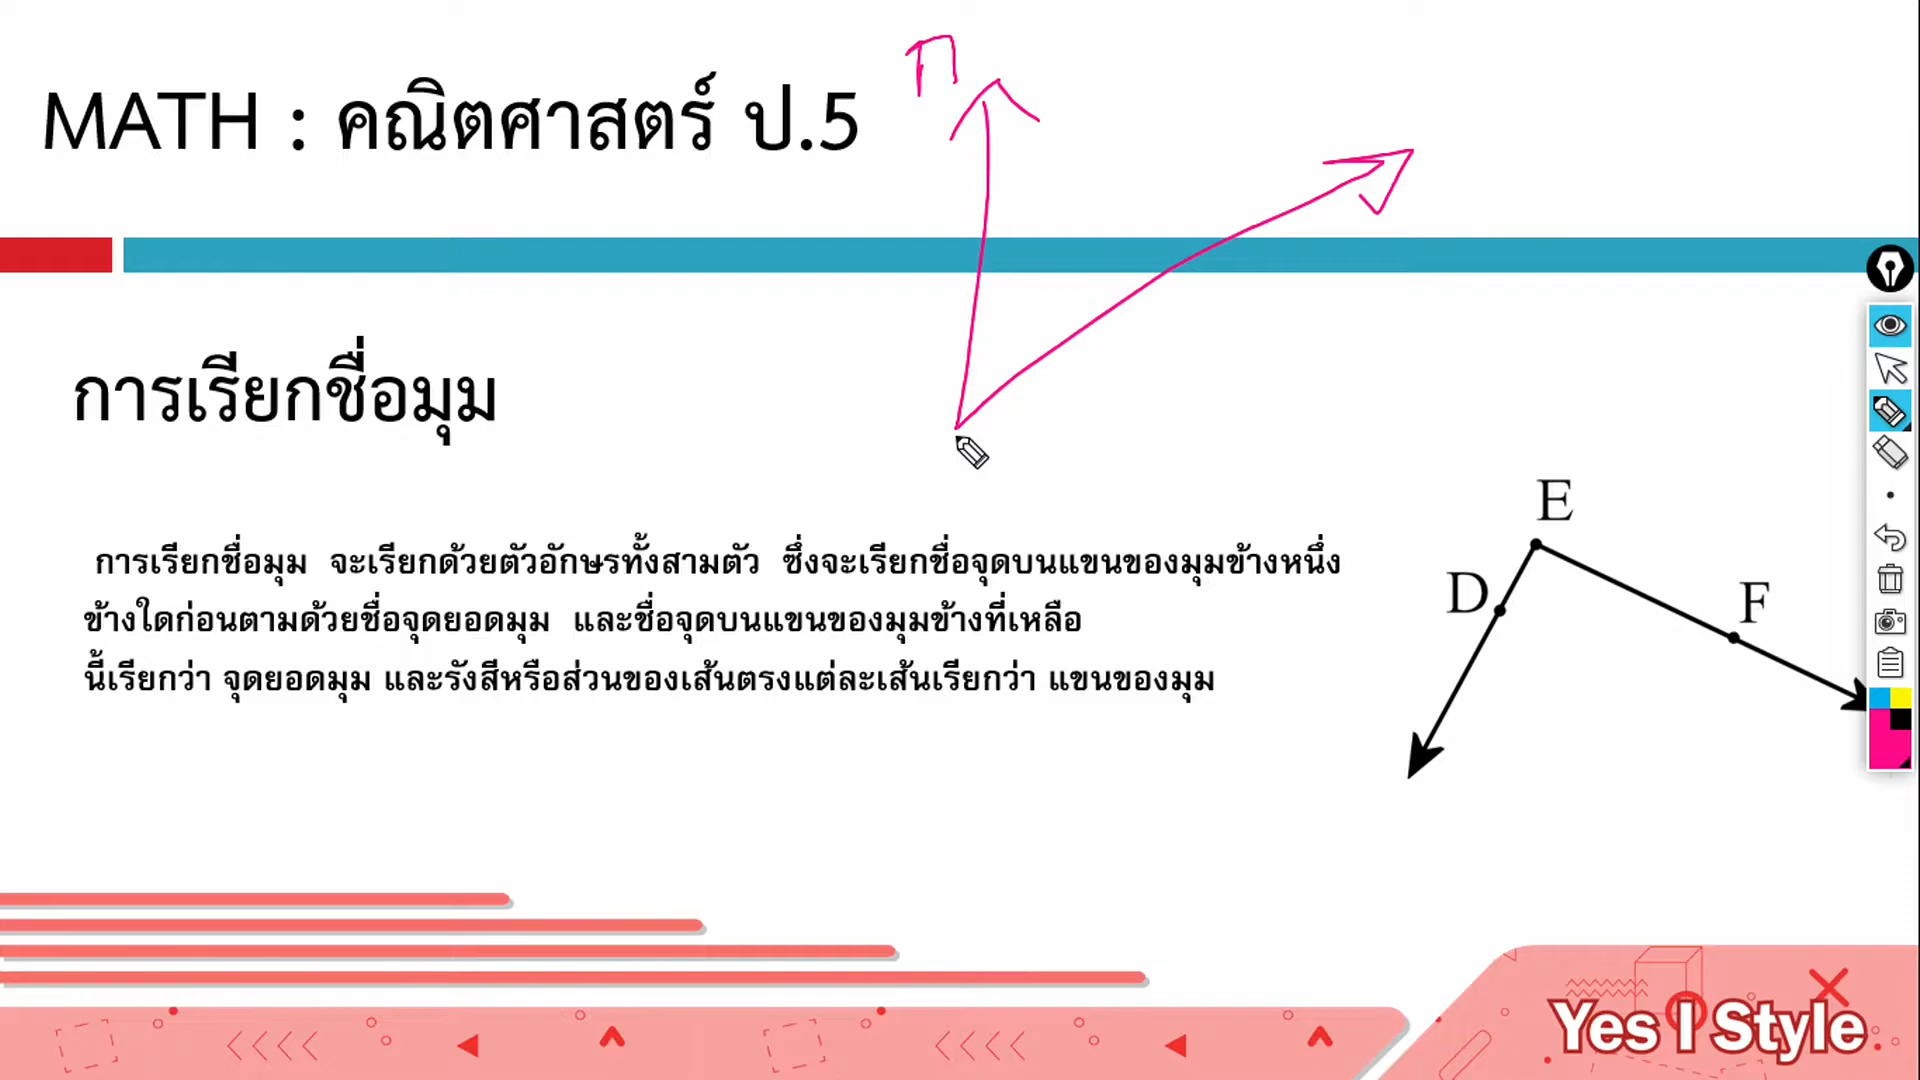 MATH : คณิตศาสตร์ ป.5
ก
การเรียกชื่อมุม
การเรียกชื่อมุม จะเรียกด้วยตัวอักษรทั้งสามตัว ซึ่งจะเรียกชื่อจุดบนแขนของมุมข้างหนึ่ง
ข้างใดก่อนตามด้วยชื่อจุดยอดมุม และชื่อจุดบนแขนของมุมข้างที่เหลือ
นี้เรียกว่า จุดยอดมุม และรังสีหรือส่วนของเส้นตรงแต่ละเส้นเรียกว่า แขนของมุม
E
D
F
Yes I Style